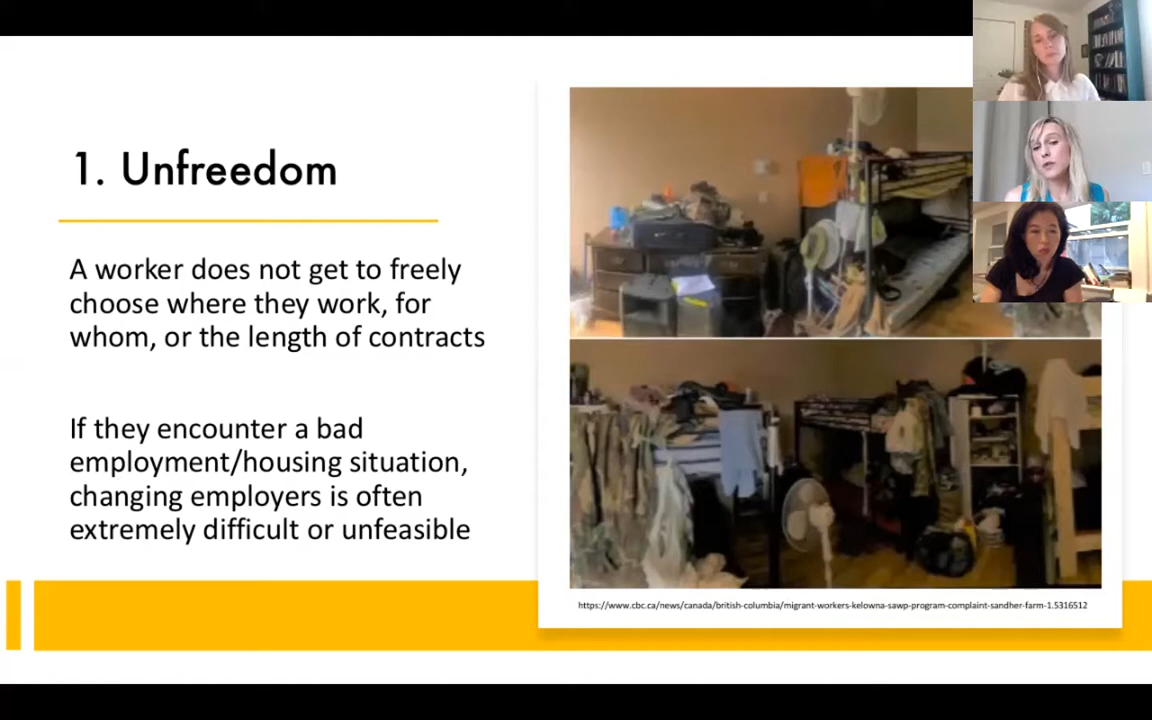 1. Unfreedom
A worker does not get to freely
choose where they work, for
whom, or the length of contracts
If they encounter a bad
employment/housing situation,
changing employers is often
extremely difficult or unfeasible
https://www.cbc.ca/news/canada/british-columbia/migrant-workers-kelowna-sawp-program-complaint-sandher-farm-1.5316512